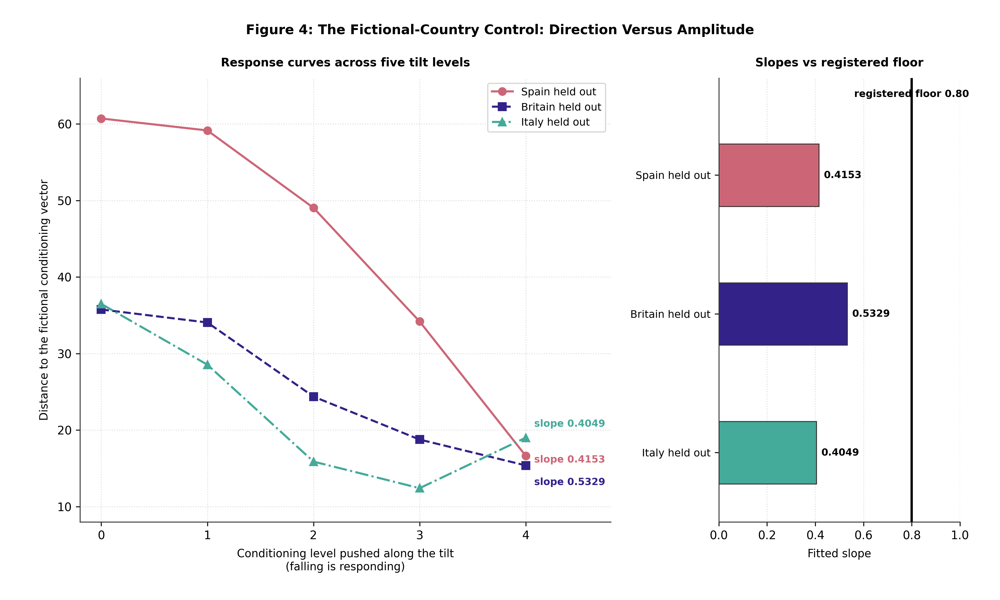 Figure 4: The Fictional-Country Control: Direction Versus Amplitude
Response curves across five tilt levels
Spain held out
Britain held out
Italy held out
Distance to the fictional conditioning vector
60
50
40
30
20
10
slope 0.4049
slope 0.4153
slope 0.5329
0
1
2
3
4
Conditioning level pushed along the tilt
(falling is responding)
Slopes vs registered floor
registered floor 0.80
Spain held out
0.4153
Britain held out
0.5329
Italy held out
0.4049
0.0
0.2
0.4
0.6
0.8
1.0
Fitted slope